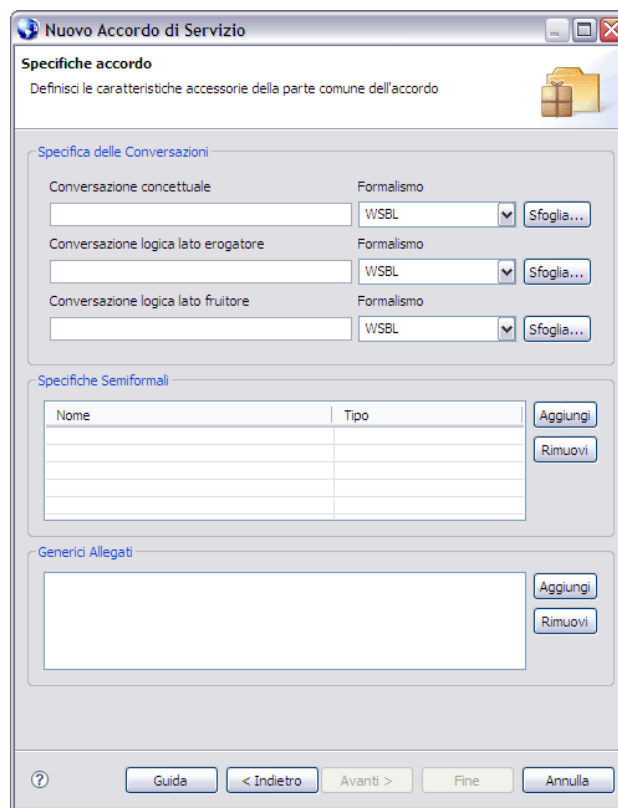 Nuovo Accordo di Servizio
Specifiche accordo
Definisci le caratteristiche accessorie della parte comune dell'accordo
Specifica delle Conversazioni
Conversazione concettuale Formalismo
WSBL Sfoglia...
Conversazione logica lato erogatore Formalismo
WSBL Sfoglia...
Conversazione logica lato fruitore Formalismo
WSBL Sfoglia...
Specifiche Semiformali
Nome Tipo Aggiungi
Rimuovi
Generici Allegati
Aggiungi
Rimuovi
? Guida < Indietro Avanti > Fine Annulla